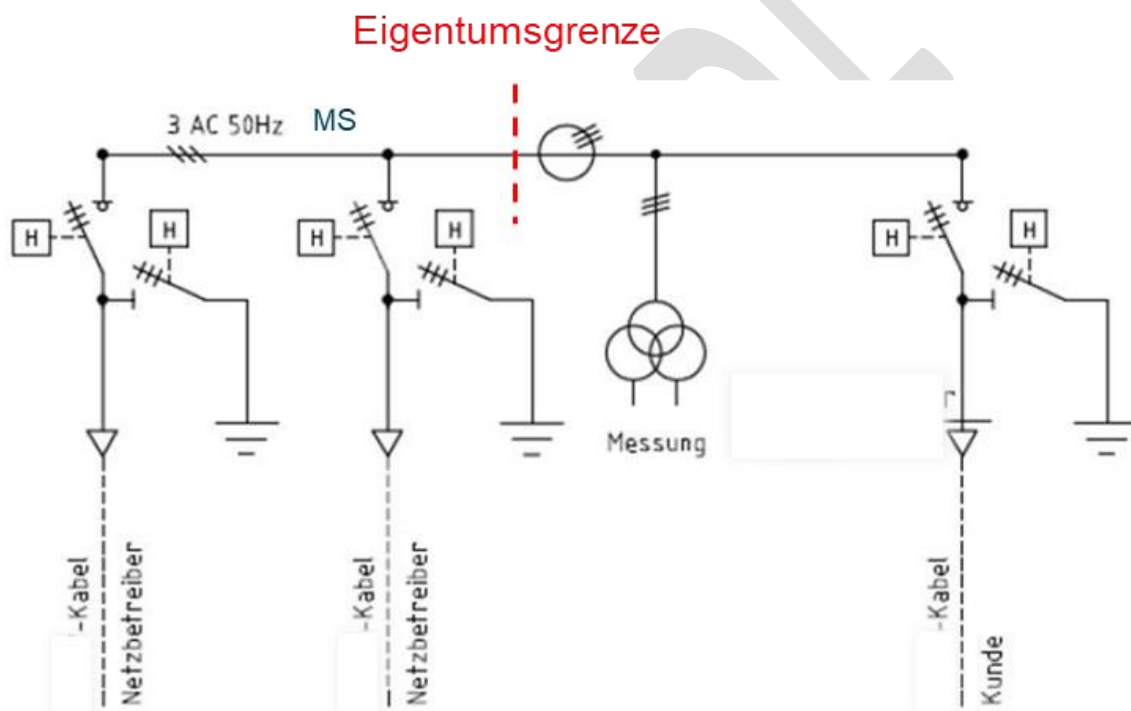 Eigentumsgrenze
3 AC 50Hz MS
H
H
H
H
H
H
Messung
-Kabel
Netzbetreiber
-Kabel
Netzbetreiber
-Kabel
Kunde